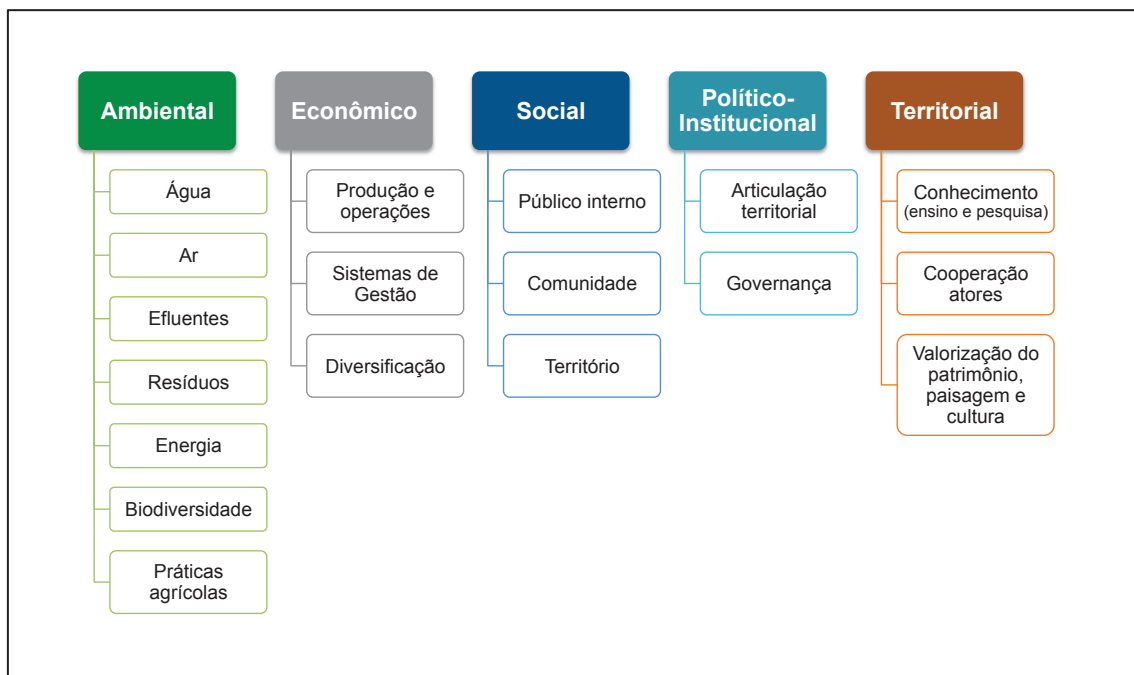 Ambiental
Água
Ar
Efluentes
Resíduos
Energia
Biodiversidade
Práticas
agrícolas
Econômico
Produção e
operações
Sistemas de
Gestão
Diversificação
Social
Público interno
Comunidade
Território
Político-
Institucional
Articulação
territorial
Governança
Territorial
Conhecimento
(ensino e pesquisa)
Cooperação
atores
Valorização do
patrimônio,
paisagem e
cultura